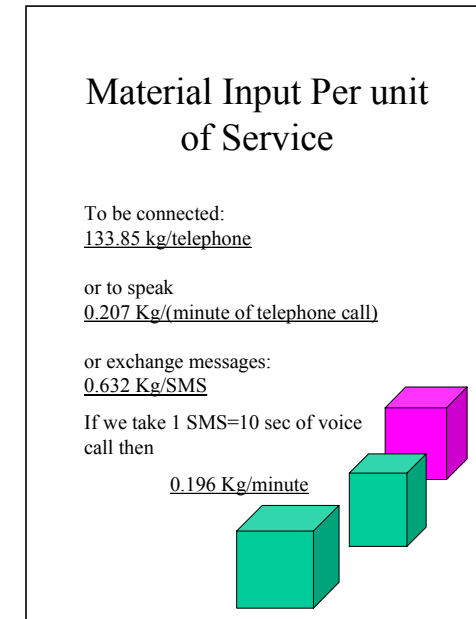 Material Input Per unit
of Service
To be connected:
133.85 kg/telephone
or to speak
0.207 Kg/(minute of telephone call)
or exchange messages:
0.632 Kg/SMS
If we take 1 SMS=10 sec of voice
call then
0.196 Kg/minute